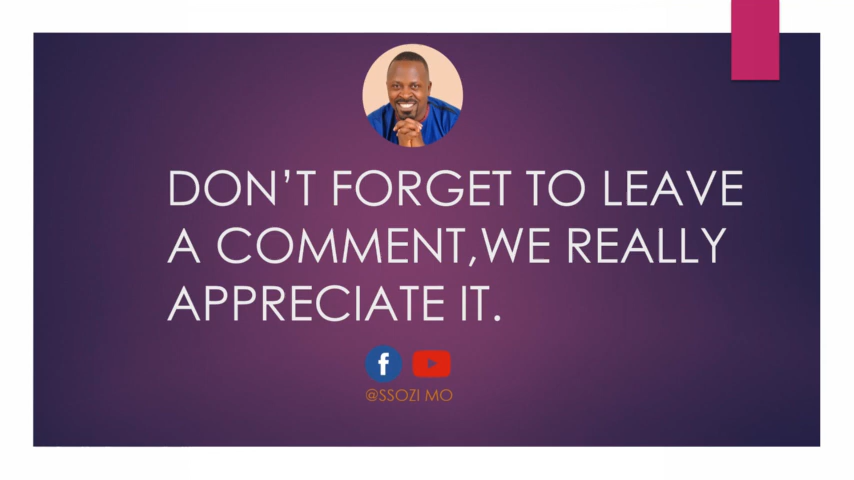 DON’T FORGET TO LEAVE
A COMMENT,WE REALLY
APPRECIATE IT.
f
@SSOZI MO